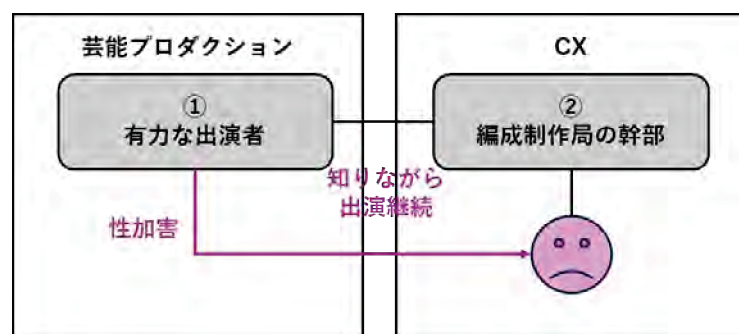 芸能プロダクション
CX
①
有力な出演者
②
編成制作局の幹部
知りながら
出演継続
性加害